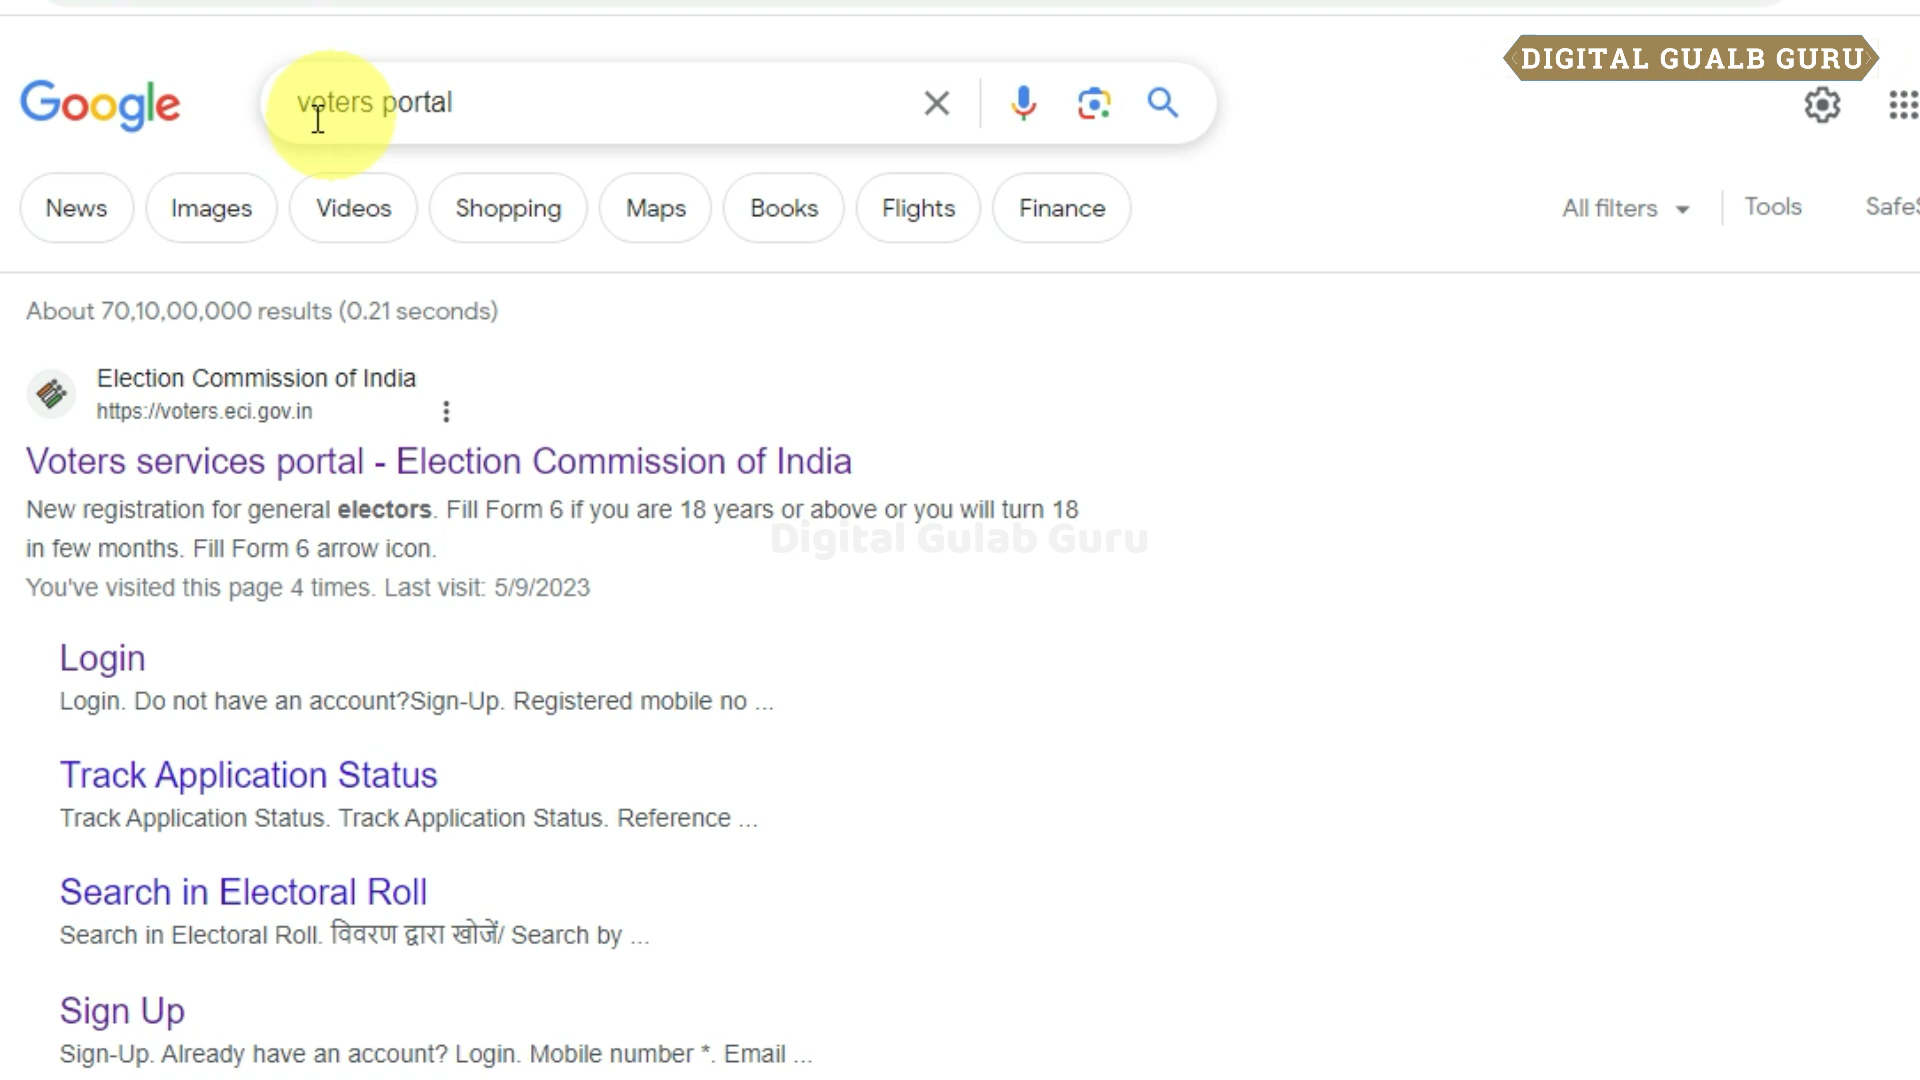 DIGITAL GUALB GURU
Google
voters portal
News
Images
Videos
Shopping
Maps
Books
Flights
Finance
All filters
Tools
SafeS
About 70,10,00,000 results (0.21 seconds)
Election Commission of India
https://voters.eci.gov.in
Voters services portal - Election Commission of India
New registration for general electors. Fill Form 6 if you are 18 years or above or you will turn 18
in few months. Fill Form 6 arrow icon.
Digital Gulab Guru
You've visited this page 4 times. Last visit: 5/9/2023
Login
Login. Do not have an account?Sign-Up. Registered mobile no ...
Track Application Status
Track Application Status. Track Application Status. Reference ...
Search in Electoral Roll
Search in Electoral Roll. विवरण द्वारा खोजें/ Search by ...
Sign Up
Sign-Up. Already have an account? Login. Mobile number *. Email ...